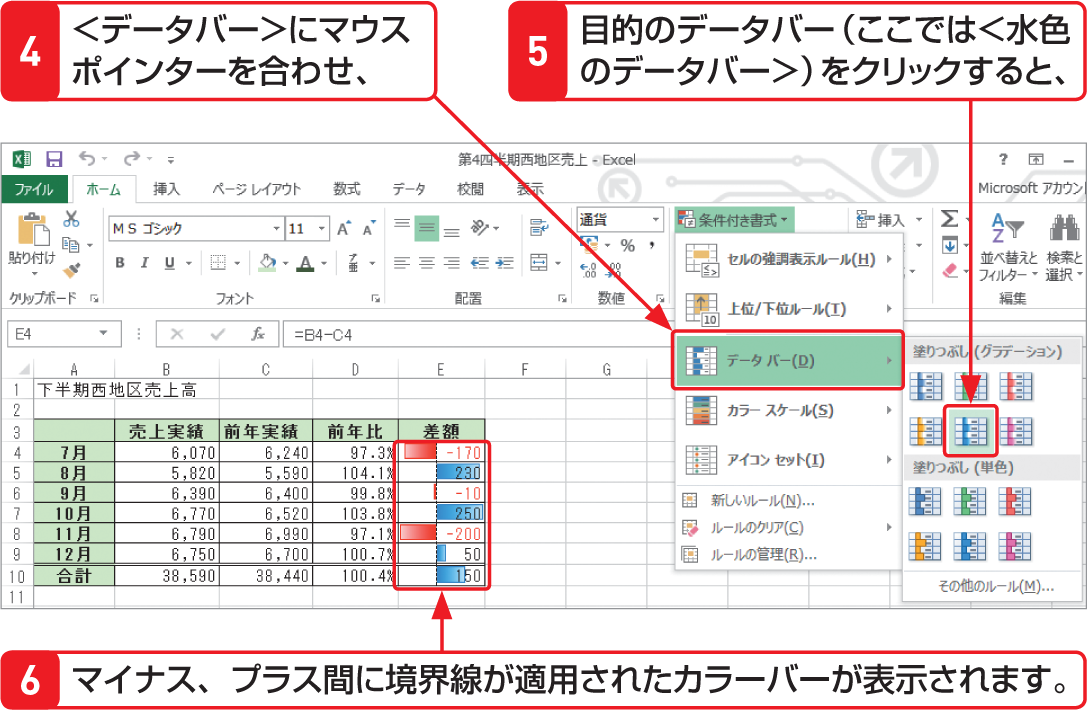 4
<データバー>にマウス
ポインターを合わせ、
5
目的のデータバー（ここでは<水色
のデータバー>）をクリックすると、
第4四半期西地区売上 - Excel
?
ファイル ホーム 挿入 ページ レイアウト 数式 データ 校閲 表示
Microsoft アカウン
貼り付け
クリップボード
ＭＳ ゴシック 11
B I U A
フォント
配置
通貨
% ,
数値
条件付き書式
挿入
Σ
並べ替えと
フィルター
検索と
選択
編集
E4 fx =B4-C4
セルの強調表示ルール(H)
上位/下位ルール(T)
データ バー(D)
カラー スケール(S)
アイコン セット(I)
新しいルール(N)...
ルールのクリア(C)
ルールの管理(R)...
塗りつぶし (グラデーション)
塗りつぶし (単色)
その他のルール(M)...
A B C D E F G
1 下半期西地区売上高
2
3 売上実績 前年実績 前年比 差額
4 7月 6,070 6,240 97.3% -170
5 8月 5,820 5,590 104.1% 230
6 9月 6,390 6,400 99.8% -10
7 10月 6,770 6,520 103.8% 250
8 11月 6,790 6,990 97.1% -200
9 12月 6,750 6,700 100.7% 50
10 合計 38,590 38,440 100.4% 150
11
6
マイナス、プラス間に境界線が適用されたカラーバーが表示されます。